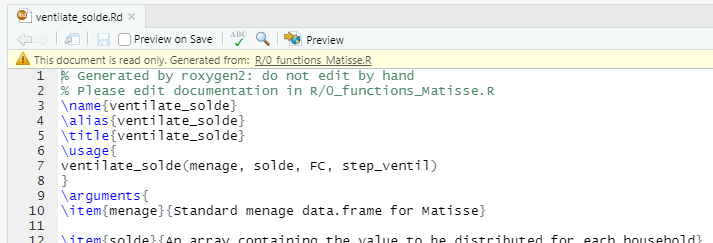 ventilate_solde.Rd
Preview on Save
ABC
Preview
This document is read only. Generated from: R/0_functions_Matisse.R
1 % Generated by roxygen2: do not edit by hand
2 % Please edit documentation in R/0_functions_Matisse.R
3 \name{ventilate_solde}
4 \alias{ventilate_solde}
5 \title{ventilate_solde}
6 \usage{
7 ventilate_solde(menage, solde, FC, step_ventil)
8 }
9 \arguments{
10 \item{menage}{Standard menage data.frame for Matisse}
11
12 \item{solde}{An array containing the value to be distributed for each household}